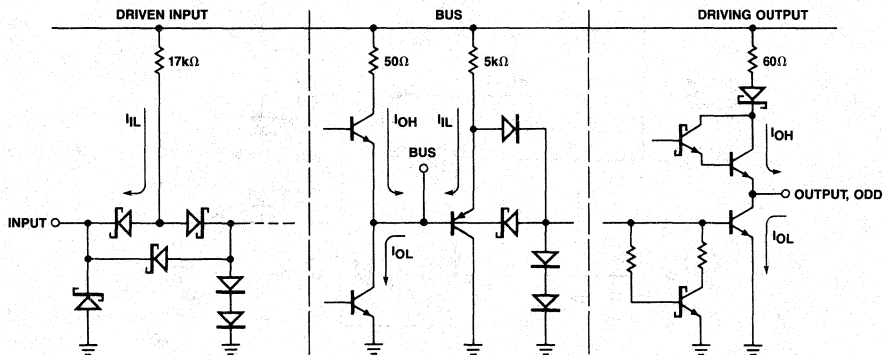 DRIVEN INPUT
BUS
DRIVING OUTPUT
17kΩ
50Ω
5kΩ
60Ω
IIL
IOH
IIL
IOH
BUS
INPUT
OUTPUT, ODD
IOL
IOL